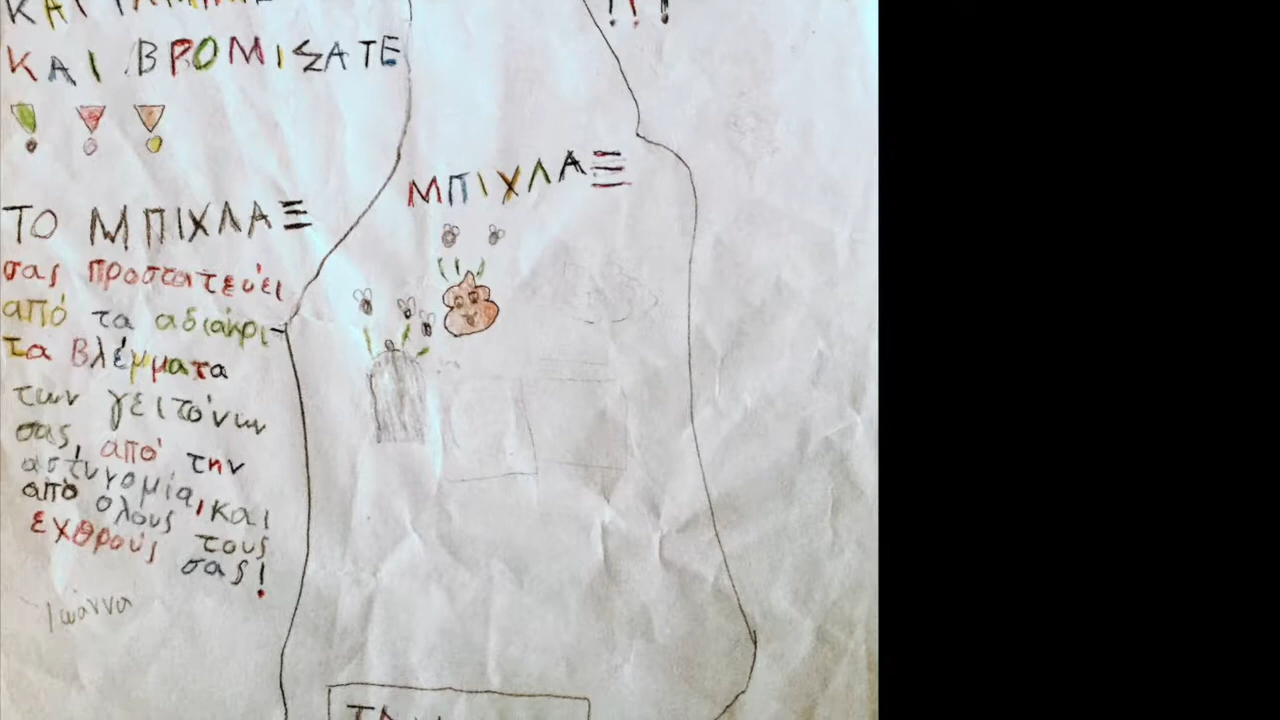 ΚΑΙ ΒΡΟΜΙΣΑΤΕ
! ! !
ΤΟ ΜΠΙΧΛΑΞ
σας προστατεύει
από τα αδιάκρι-
τα βλέμματα
των γειτόνων
σας, από την
αστυνομία, και
από όλους τους
εχθρούς σας!
Ιωάννα
! ! !
ΜΠΙΧΛΑΞ